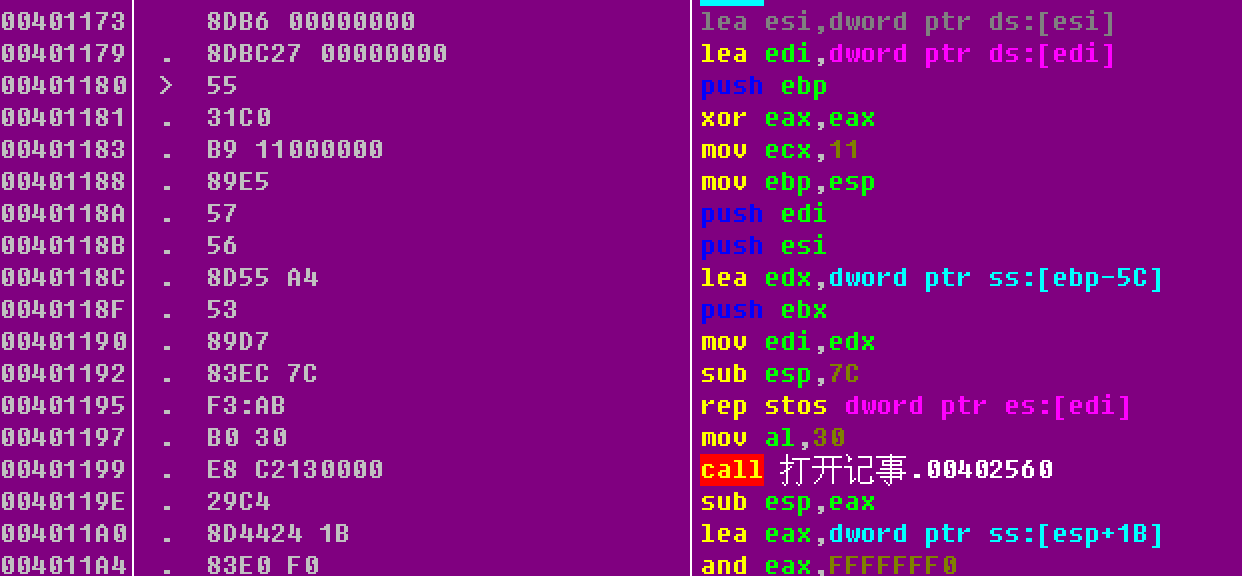 00401173 8DB6 00000000 lea esi,dword ptr ds:[esi]
00401179 . 8DBC27 00000000 lea edi,dword ptr ds:[edi]
00401180 > 55 push ebp
00401181 . 31C0 xor eax,eax
00401183 . B9 11000000 mov ecx,11
00401188 . 89E5 mov ebp,esp
0040118A . 57 push edi
0040118B . 56 push esi
0040118C . 8D55 A4 lea edx,dword ptr ss:[ebp-5C]
0040118F . 53 push ebx
00401190 . 89D7 mov edi,edx
00401192 . 83EC 7C sub esp,7C
00401195 . F3:AB rep stos dword ptr es:[edi]
00401197 . B0 30 mov al,30
00401199 . E8 C2130000 call 打开记事.00402560
0040119E . 29C4 sub esp,eax
004011A0 . 8D4424 1B lea eax,dword ptr ss:[esp+1B]
004011A4 . 83E0 F0 and eax,FFFFFFF0